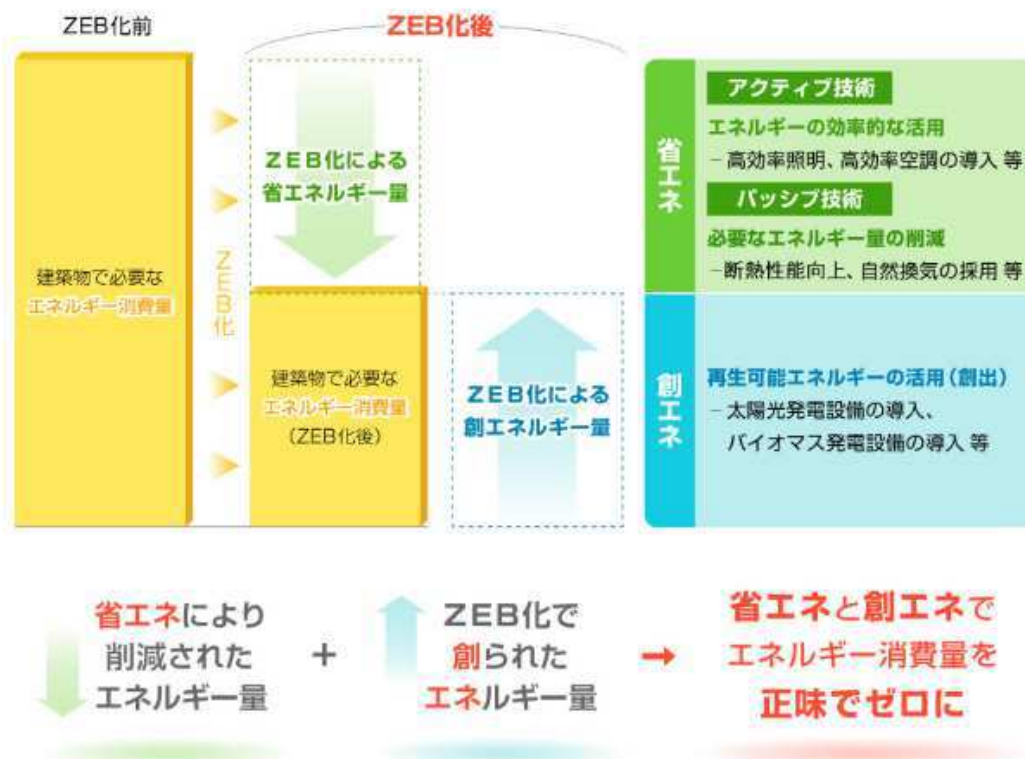 ZEB化前
ZEB化後
建築物で必要な
エネルギー消費量
ZEB化
ZEB化による
省エネルギー量
建築物で必要な
エネルギー消費量
（ZEB化後）
ZEB化による
創エネルギー量
省エネ
アクティブ技術
エネルギーの効率的な活用
－高効率照明、高効率空調の導入 等
パッシブ技術
必要なエネルギー量の削減
－断熱性能向上、自然換気の採用 等
創エネ
再生可能エネルギーの活用（創出）
－太陽光発電設備の導入、
バイオマス発電設備の導入 等
省エネにより
削減された
エネルギー量
＋
ZEB化で
創られた
エネルギー量
→
省エネと創エネで
エネルギー消費量を
正味でゼロに